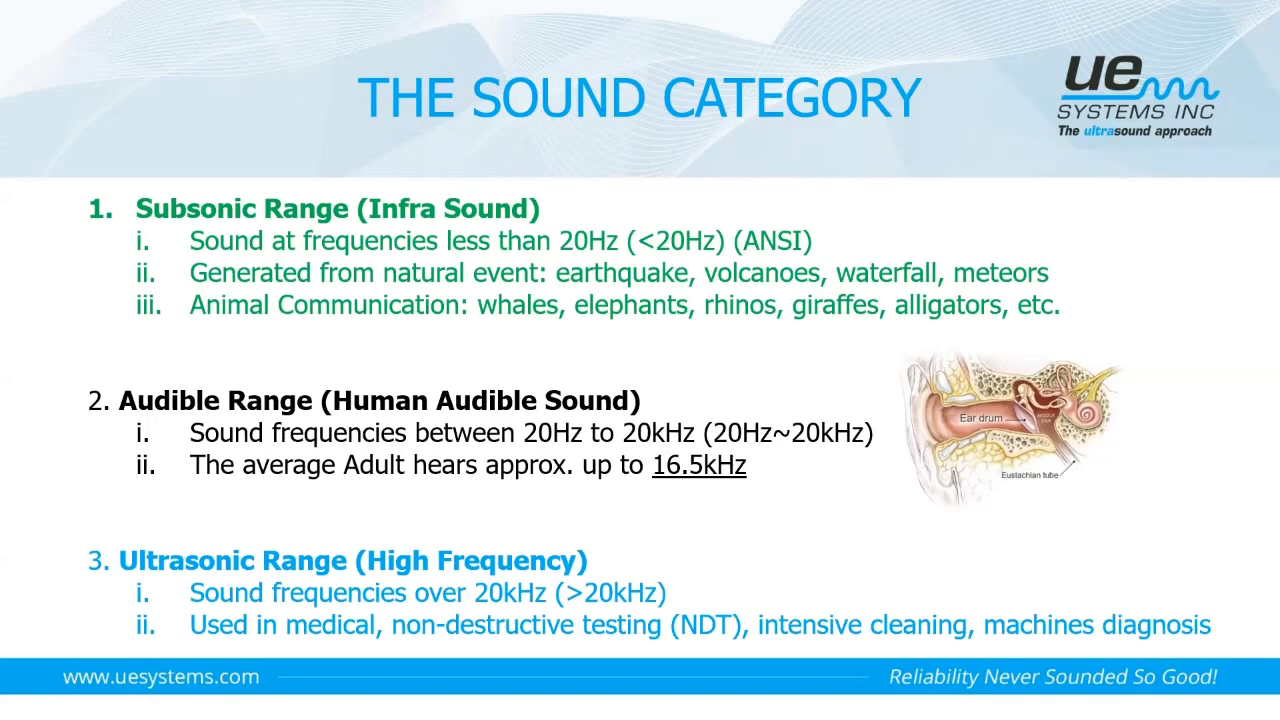 THE SOUND CATEGORY
ue
SYSTEMS INC
The ultrasound approach
1. Subsonic Range (Infra Sound)
i. Sound at frequencies less than 20Hz (<20Hz) (ANSI)
ii. Generated from natural event: earthquake, volcanoes, waterfall, meteors
iii. Animal Communication: whales, elephants, rhinos, giraffes, alligators, etc.
2. Audible Range (Human Audible Sound)
i. Sound frequencies between 20Hz to 20kHz (20Hz~20kHz)
ii. The average Adult hears approx. up to 16.5kHz
Ear drum
MIDDLE
EAR
Eustachian tube
3. Ultrasonic Range (High Frequency)
i. Sound frequencies over 20kHz (>20kHz)
ii. Used in medical, non-destructive testing (NDT), intensive cleaning, machines diagnosis
www.uesystems.com
Reliability Never Sounded So Good!